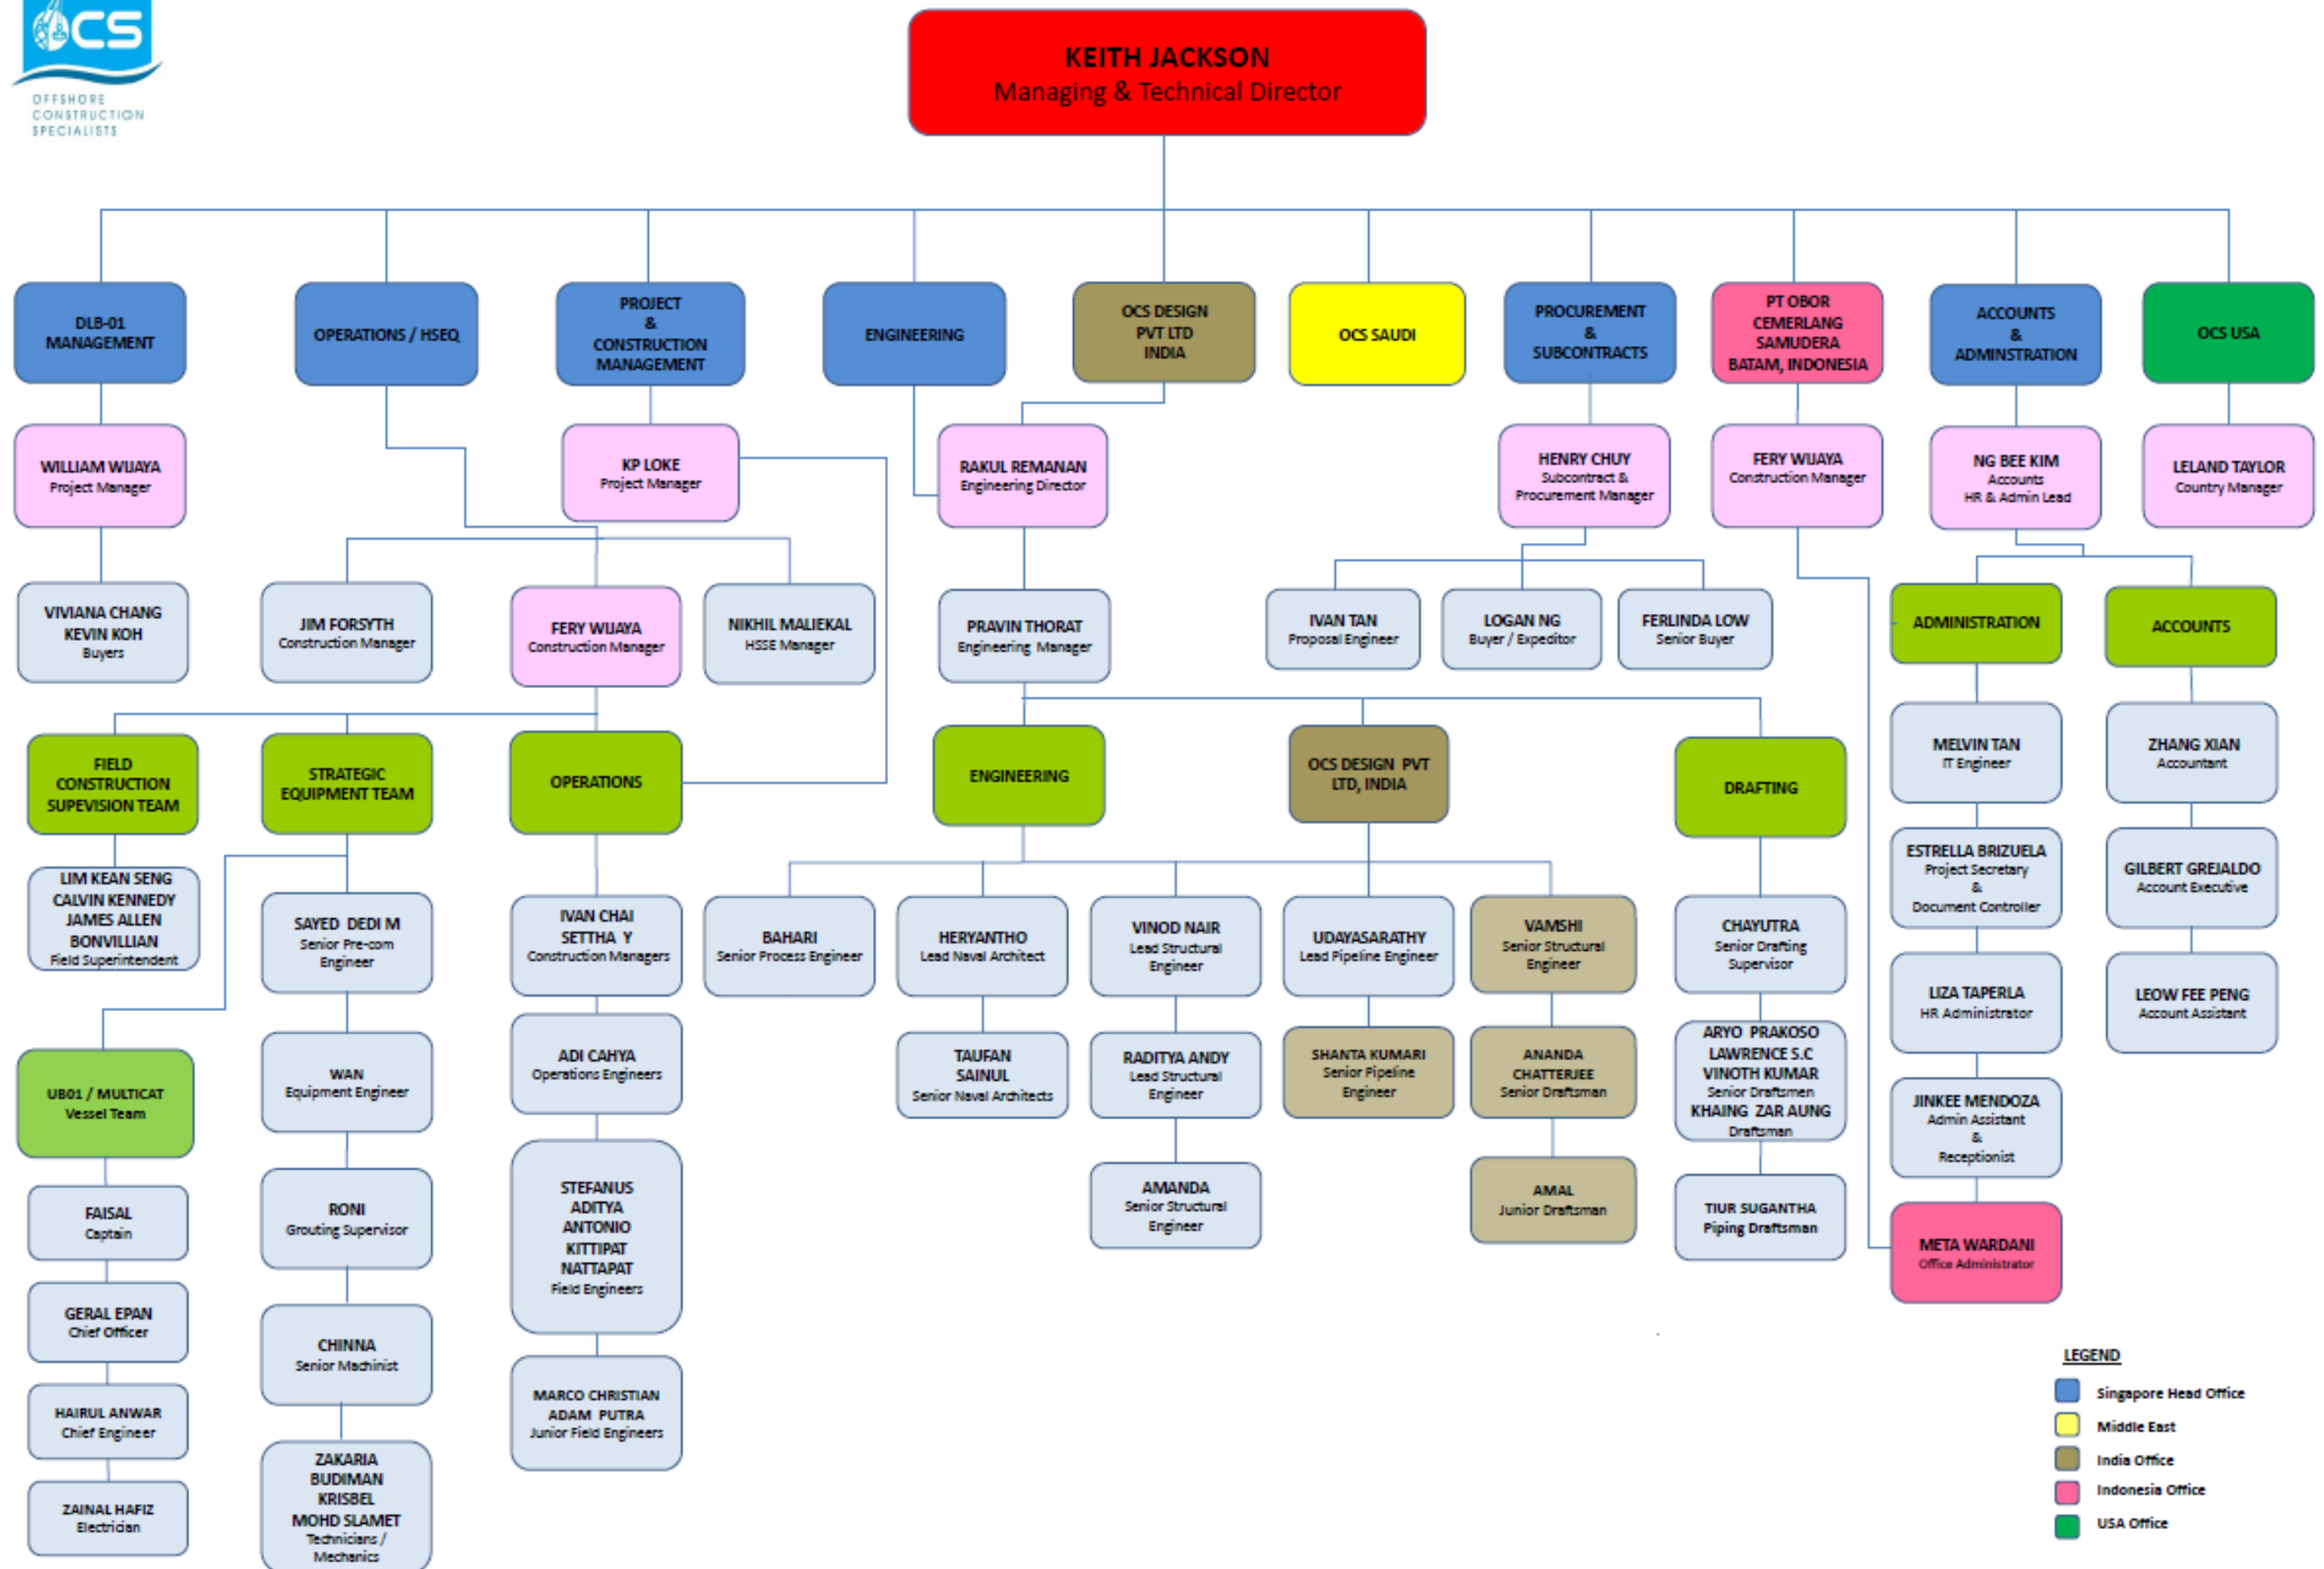 OCS
OFFSHORE
CONSTRUCTION
SPECIALISTS
KEITH JACKSON
Managing & Technical Director
DLB-01
MANAGEMENT
OPERATIONS / HSEQ
PROJECT
&
CONSTRUCTION
MANAGEMENT
ENGINEERING
OCS DESIGN
PVT LTD
INDIA
OCS SAUDI
PROCUREMENT
&
SUBCONTRACTS
PT OBOR
CEMERLANG
SAMUDERA
BATAM, INDONESIA
ACCOUNTS
&
ADMINSTRATION
OCS USA
WILLIAM WIJAYA
Project Manager
KP LOKE
Project Manager
RAKUL REMANAN
Engineering Director
HENRY CHUY
Subcontract &
Procurement Manager
FERY WIJAYA
Construction Manager
NG BEE KIM
Accounts
HR & Admin Lead
LELAND TAYLOR
Country Manager
VIVIANA CHANG
KEVIN KOH
Buyers
JIM FORSYTH
Construction Manager
FERY WIJAYA
Construction Manager
NIKHIL MALIEKAL
HSSE Manager
PRAVIN THORAT
Engineering Manager
IVAN TAN
Proposal Engineer
LOGAN NG
Buyer / Expeditor
FERLINDA LOW
Senior Buyer
ADMINISTRATION
ACCOUNTS
FIELD
CONSTRUCTION
SUPEVISION TEAM
STRATEGIC
EQUIPMENT TEAM
OPERATIONS
ENGINEERING
OCS DESIGN PVT
LTD, INDIA
DRAFTING
MELVIN TAN
IT Engineer
ZHANG XIAN
Accountant
LIM KEAN SENG
CALVIN KENNEDY
JAMES ALLEN
BONVILLIAN
Field Superintendent
SAYED DEDI M
Senior Pre-com
Engineer
IVAN CHAI
SETTHA Y
Construction Managers
BAHARI
Senior Process Engineer
HERYANTHO
Lead Naval Architect
VINOD NAIR
Lead Structural
Engineer
UDAYASARATHY
Lead Pipeline Engineer
VAMSHI
Senior Structural
Engineer
CHAYUTRA
Senior Drafting
Supervisor
ESTRELLA BRIZUELA
Project Secretary
&
Document Controller
GILBERT GREJALDO
Account Executive
UB01 / MULTICAT
Vessel Team
WAN
Equipment Engineer
ADI CAHYA
Operations Engineers
TAUFAN
SAINUL
Senior Naval Architects
RADITYA ANDY
Lead Structural
Engineer
SHANTA KUMARI
Senior Pipeline
Engineer
ANANDA
CHATTERJEE
Senior Draftsman
ARYO PRAKOSO
LAWRENCE S.C
VINOTH KUMAR
Senior Draftsmen
KHAING ZAR AUNG
Draftsman
LIZA TAPERLA
HR Administrator
LEOW FEE PENG
Account Assistant
FAISAL
Captain
RONI
Grouting Supervisor
STEFANUS
ADITYA
ANTONIO
KITTIPAT
NATTAPAT
Field Engineers
AMANDA
Senior Structural
Engineer
AMAL
Junior Draftsman
TIUR SUGANTHA
Piping Draftsman
JINKEE MENDOZA
Admin Assistant
&
Receptionist
GERAL EPAN
Chief Officer
CHINNA
Senior Machinist
META WARDANI
Office Administrator
HAIRUL ANWAR
Chief Engineer
MARCO CHRISTIAN
ADAM PUTRA
Junior Field Engineers
ZAINAL HAFIZ
Electrician
ZAKARIA
BUDIMAN
KRISBEL
MOHD SLAMET
Technicians /
Mechanics
LEGEND
Singapore Head Office
Middle East
India Office
Indonesia Office
USA Office